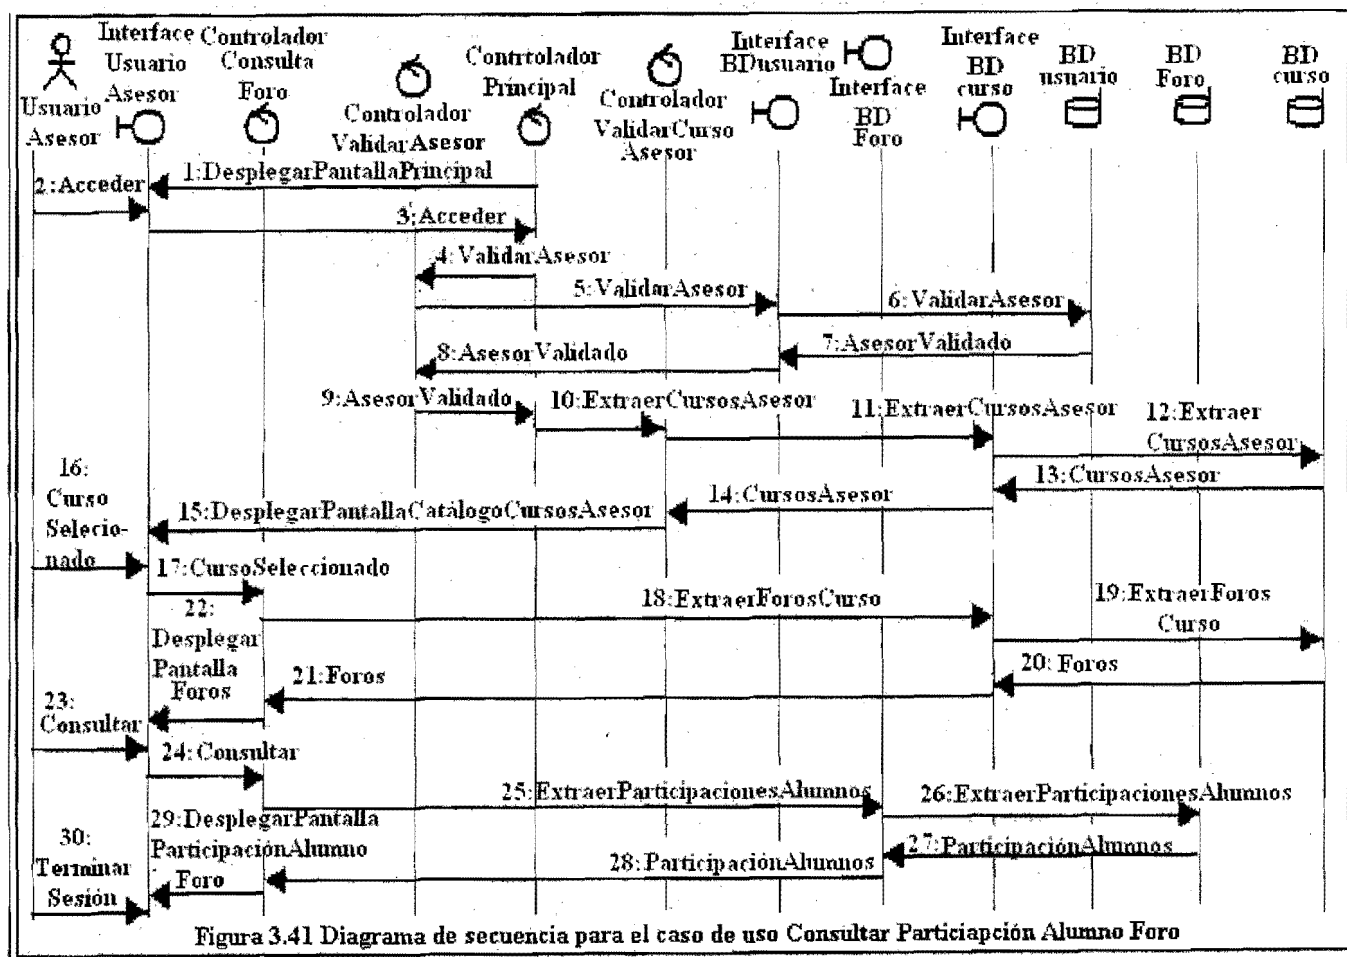 Usuario
Asesor
Interface
Usuario
Asesor
Controlador
Consulta
Foro
Controlador
ValidarAsesor
Controlador
Principal
Controlador
ValidarCurso
Asesor
Interface
BDusuario
Interface
BD
Foro
Interface
BD
curso
BD
usuario
BD
Foro
BD
curso
1:DesplegarPantallaPrincipal
2:Acceder
3:Acceder
4:ValidarAsesor
5:ValidarAsesor
6:ValidarAsesor
7:AsesorValidado
8:AsesorValidado
9:AsesorValidado
10:ExtraerCursosAsesor
11:ExtraerCursosAsesor
12:Extraer
CursosAsesor
13:CursosAsesor
14:CursosAsesor
15:DesplegarPantallaCatálogoCursosAsesor
16:
Curso
Selecio-
nado
17:CursoSeleccionado
18:ExtraerForosCurso
19:ExtraerForos
Curso
20: Foros
21:Foros
22:
Desplegar
Pantalla
Foros
23:
Consultar
24:Consultar
25:ExtraerParticipacionesAlumnos
26:ExtraerParticipacionesAlumnos
27:ParticipaciónAlumnos
28:ParticipaciónAlumnos
29:DesplegarPantalla
ParticipaciónAlumno
Foro
30:
Terminar
Sesión
Figura 3.41 Diagrama de secuencia para el caso de uso Consultar Particiapción Alumno Foro